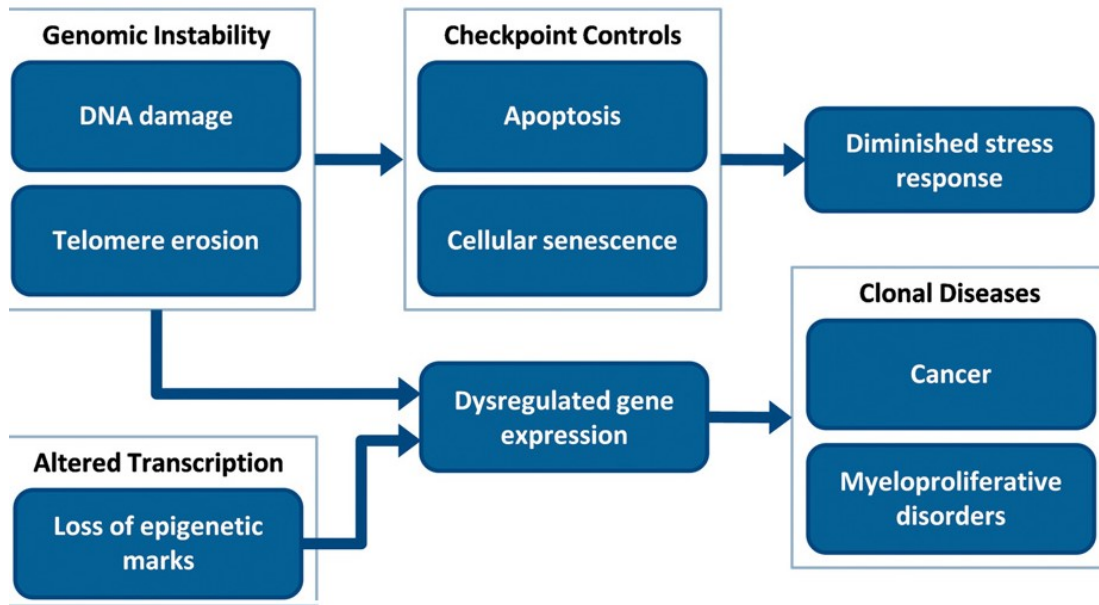 Genomic Instability
DNA damage
Telomere erosion
Checkpoint Controls
Apoptosis
Cellular senescence
Diminished stress
response
Altered Transcription
Loss of epigenetic
marks
Dysregulated gene
expression
Clonal Diseases
Cancer
Myeloproliferative
disorders